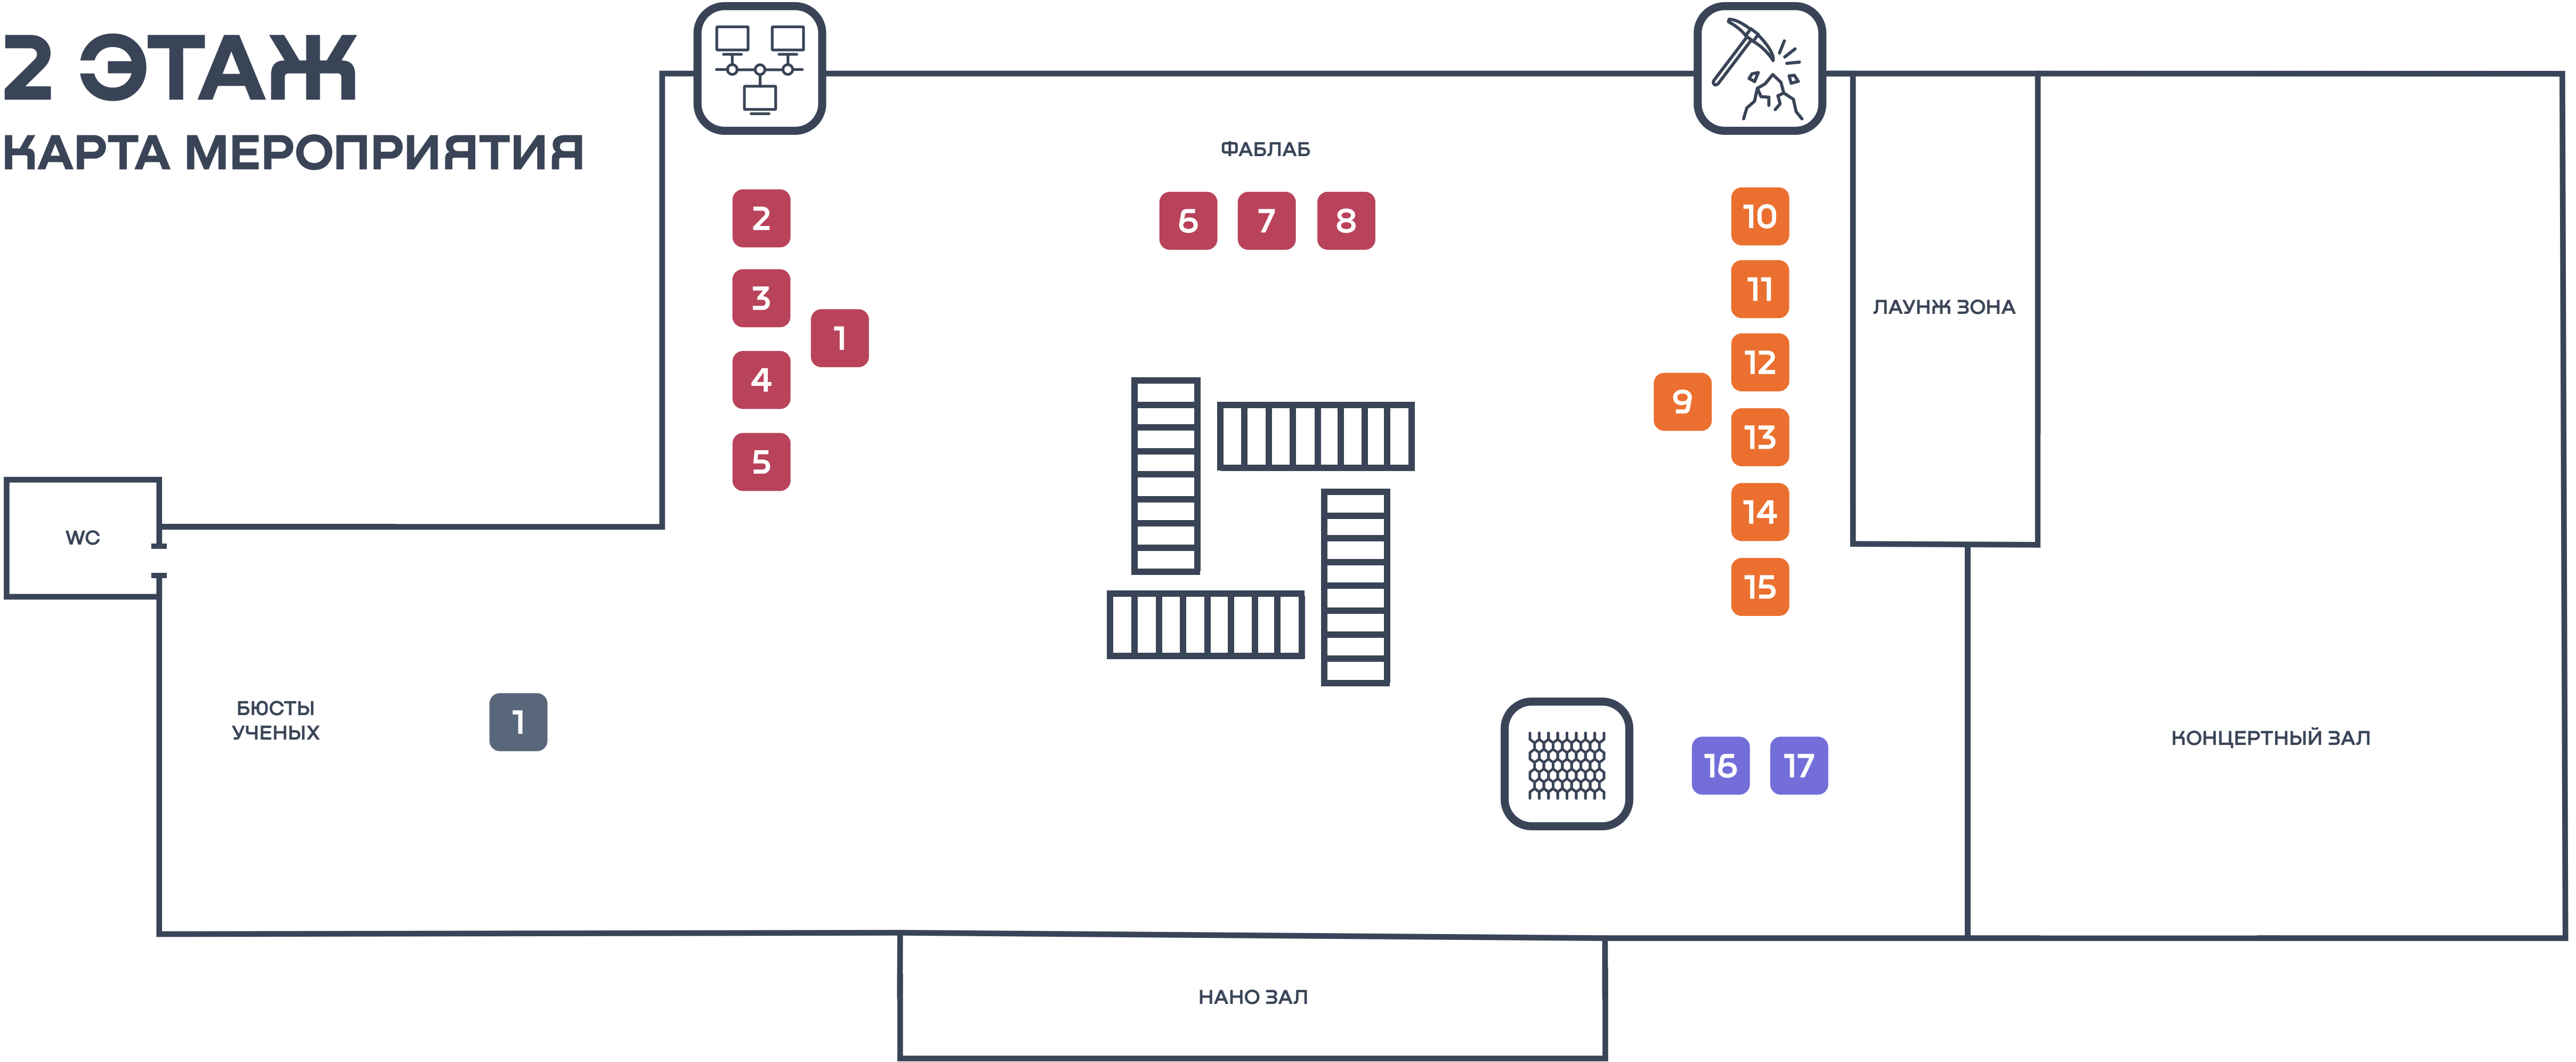 2 ЭТАЖ
КАРТА МЕРОПРИЯТИЯ
ФАБЛАБ
2
3
1
4
5
6 7 8
10
11
12
9
13
14
15
ЛАУНЖ ЗОНА
WC
БЮСТЫ
УЧЕНЫХ
1
16 17
КОНЦЕРТНЫЙ ЗАЛ
НАНО ЗАЛ